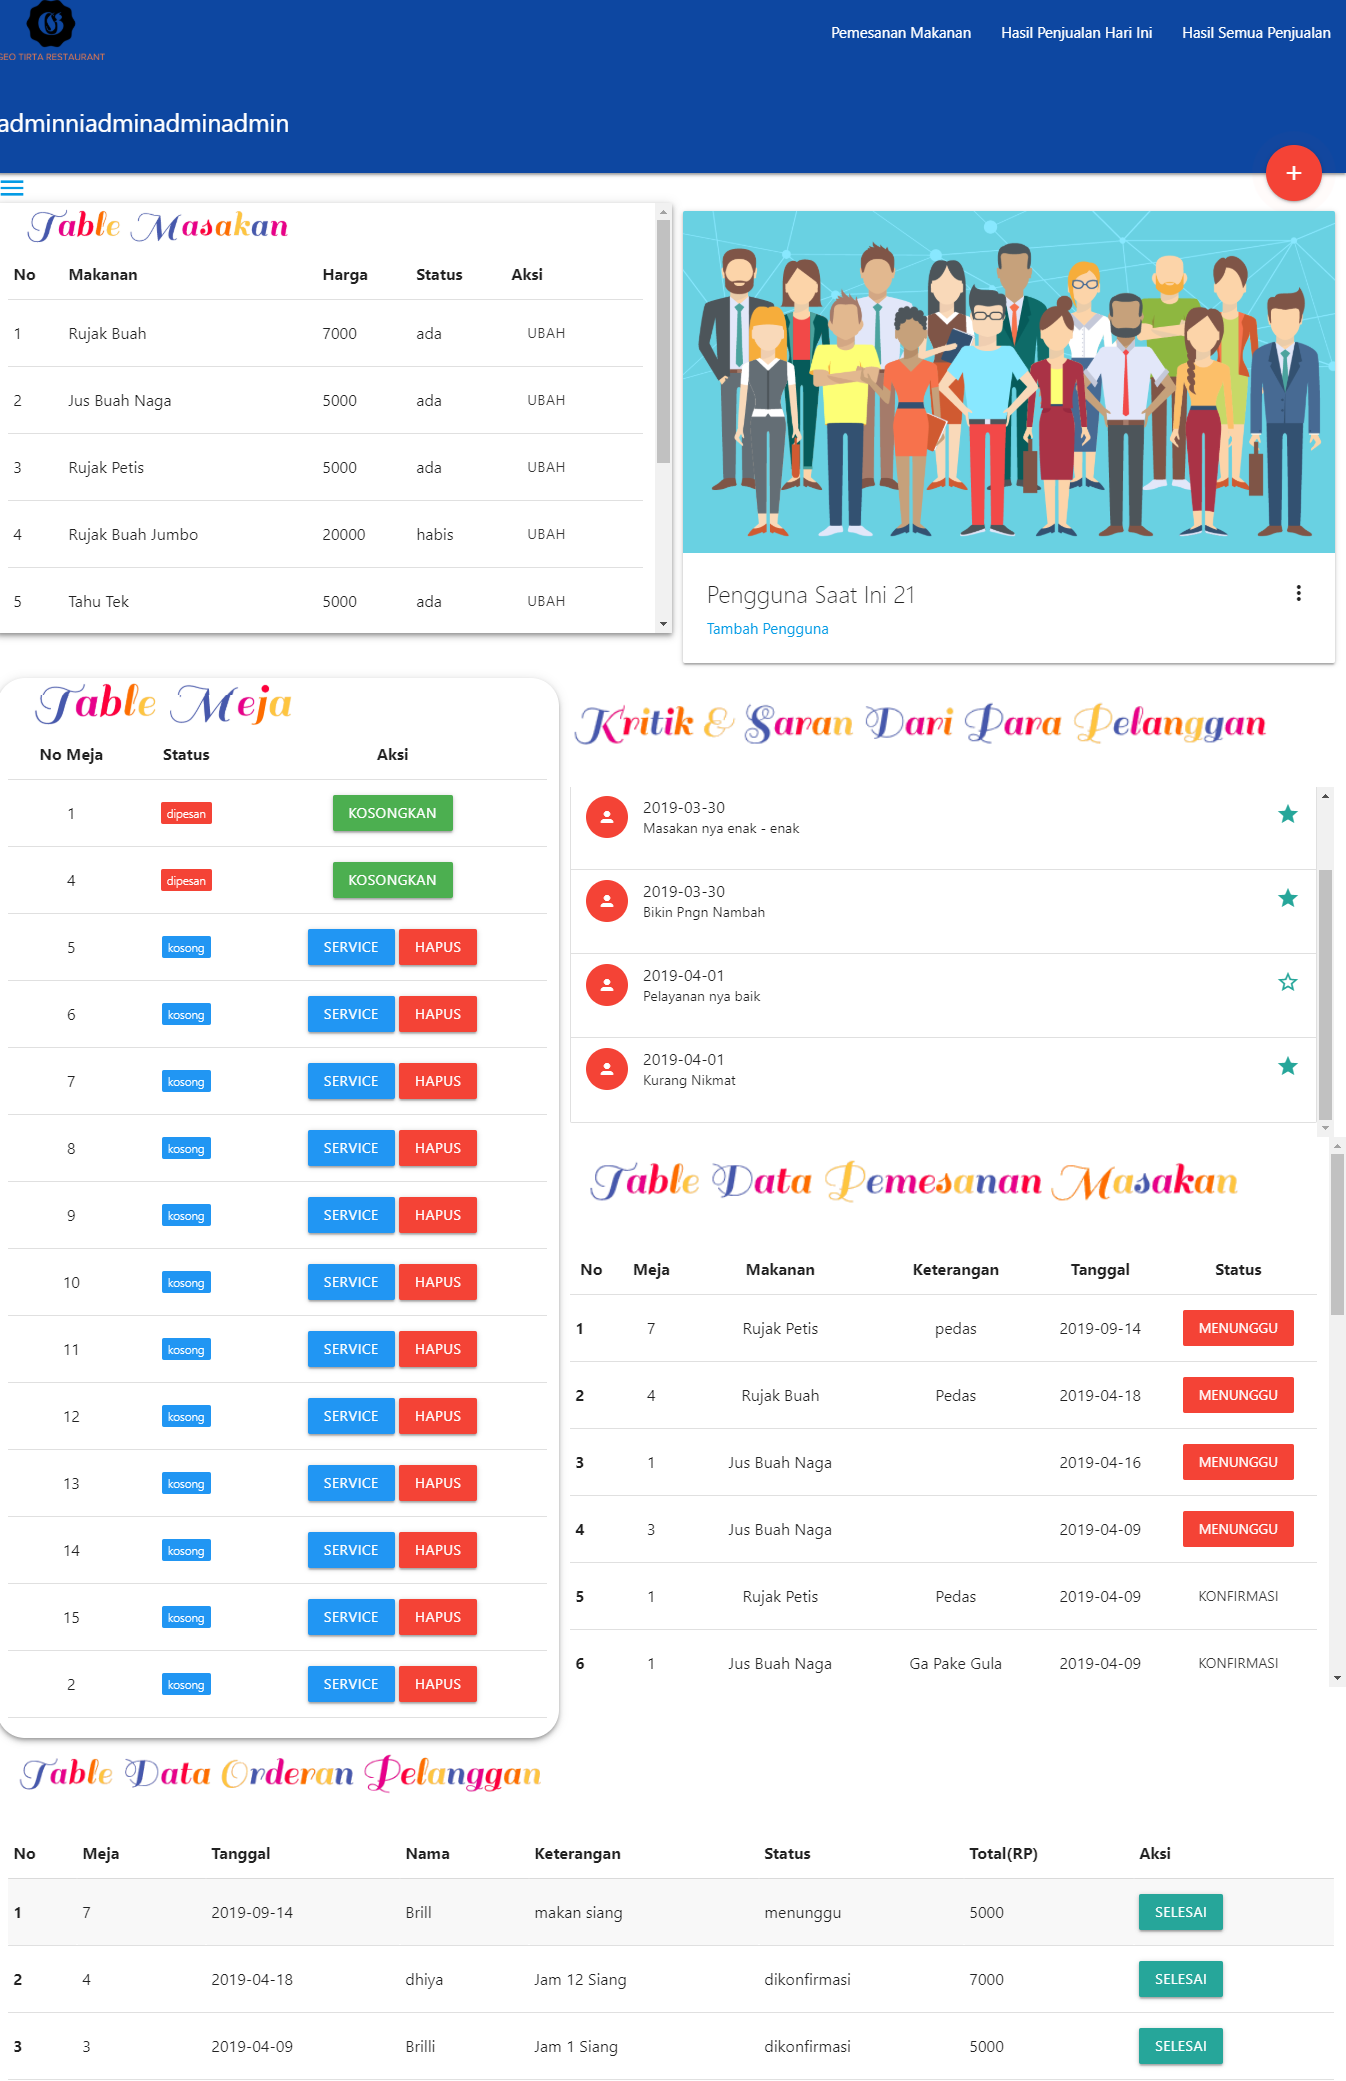 GEO TIRTA RESTAURANT
Pemesanan Makanan Hasil Penjualan Hari Ini Hasil Semua Penjualan
adminniadminadminadmin
+
Table Masakan
No Makanan Harga Status Aksi
1 Rujak Buah 7000 ada UBAH
2 Jus Buah Naga 5000 ada UBAH
3 Rujak Petis 5000 ada UBAH
4 Rujak Buah Jumbo 20000 habis UBAH
5 Tahu Tek 5000 ada UBAH
Pengguna Saat Ini 21
Tambah Pengguna
Table Meja
No Meja Status Aksi
1 dipesan KOSONGKAN
4 dipesan KOSONGKAN
5 kosong SERVICE HAPUS
6 kosong SERVICE HAPUS
7 kosong SERVICE HAPUS
8 kosong SERVICE HAPUS
9 kosong SERVICE HAPUS
10 kosong SERVICE HAPUS
11 kosong SERVICE HAPUS
12 kosong SERVICE HAPUS
13 kosong SERVICE HAPUS
14 kosong SERVICE HAPUS
15 kosong SERVICE HAPUS
2 kosong SERVICE HAPUS
Kritik & Saran Dari Para Pelanggan
2019-03-30
Masakan nya enak - enak
2019-03-30
Bikin Pngn Nambah
2019-04-01
Pelayanan nya baik
2019-04-01
Kurang Nikmat
Table Data Pemesanan Masakan
No Meja Makanan Keterangan Tanggal Status
1 7 Rujak Petis pedas 2019-09-14 MENUNGGU
2 4 Rujak Buah Pedas 2019-04-18 MENUNGGU
3 1 Jus Buah Naga 2019-04-16 MENUNGGU
4 3 Jus Buah Naga 2019-04-09 MENUNGGU
5 1 Rujak Petis Pedas 2019-04-09 KONFIRMASI
6 1 Jus Buah Naga Ga Pake Gula 2019-04-09 KONFIRMASI
Table Data Orderan Pelanggan
No Meja Tanggal Nama Keterangan Status Total(RP) Aksi
1 7 2019-09-14 Brill makan siang menunggu 5000 SELESAI
2 4 2019-04-18 dhiya Jam 12 Siang dikonfirmasi 7000 SELESAI
3 3 2019-04-09 Brilli Jam 1 Siang dikonfirmasi 5000 SELESAI